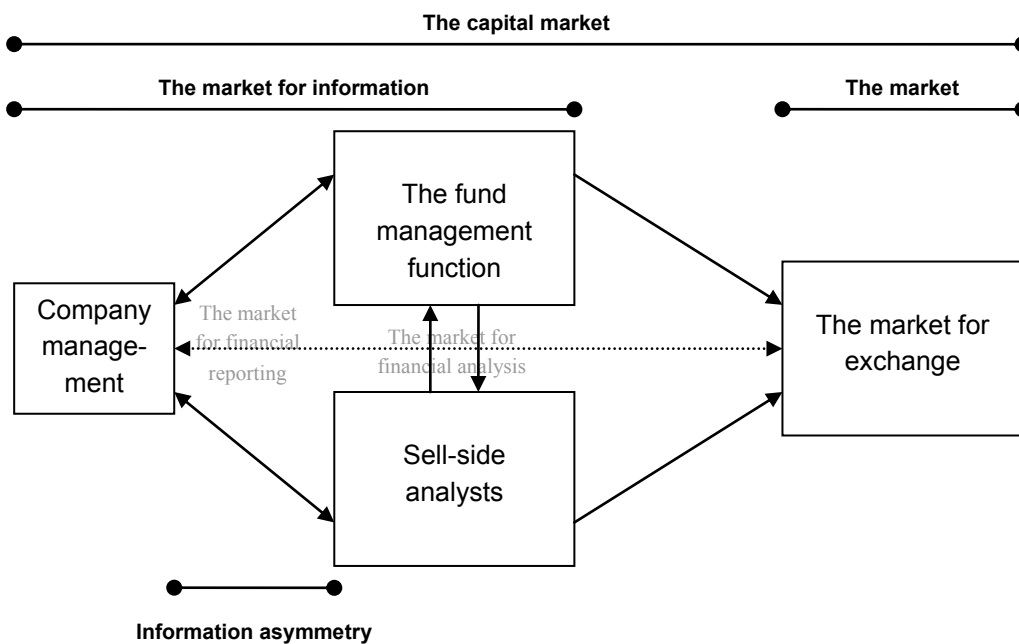 The capital market
The market for information
The market
The fund
management
function
Company
manage-
ment
The market
for financial
reporting
The market for
financial analysis
The market for
exchange
Sell-side
analysts
Information asymmetry